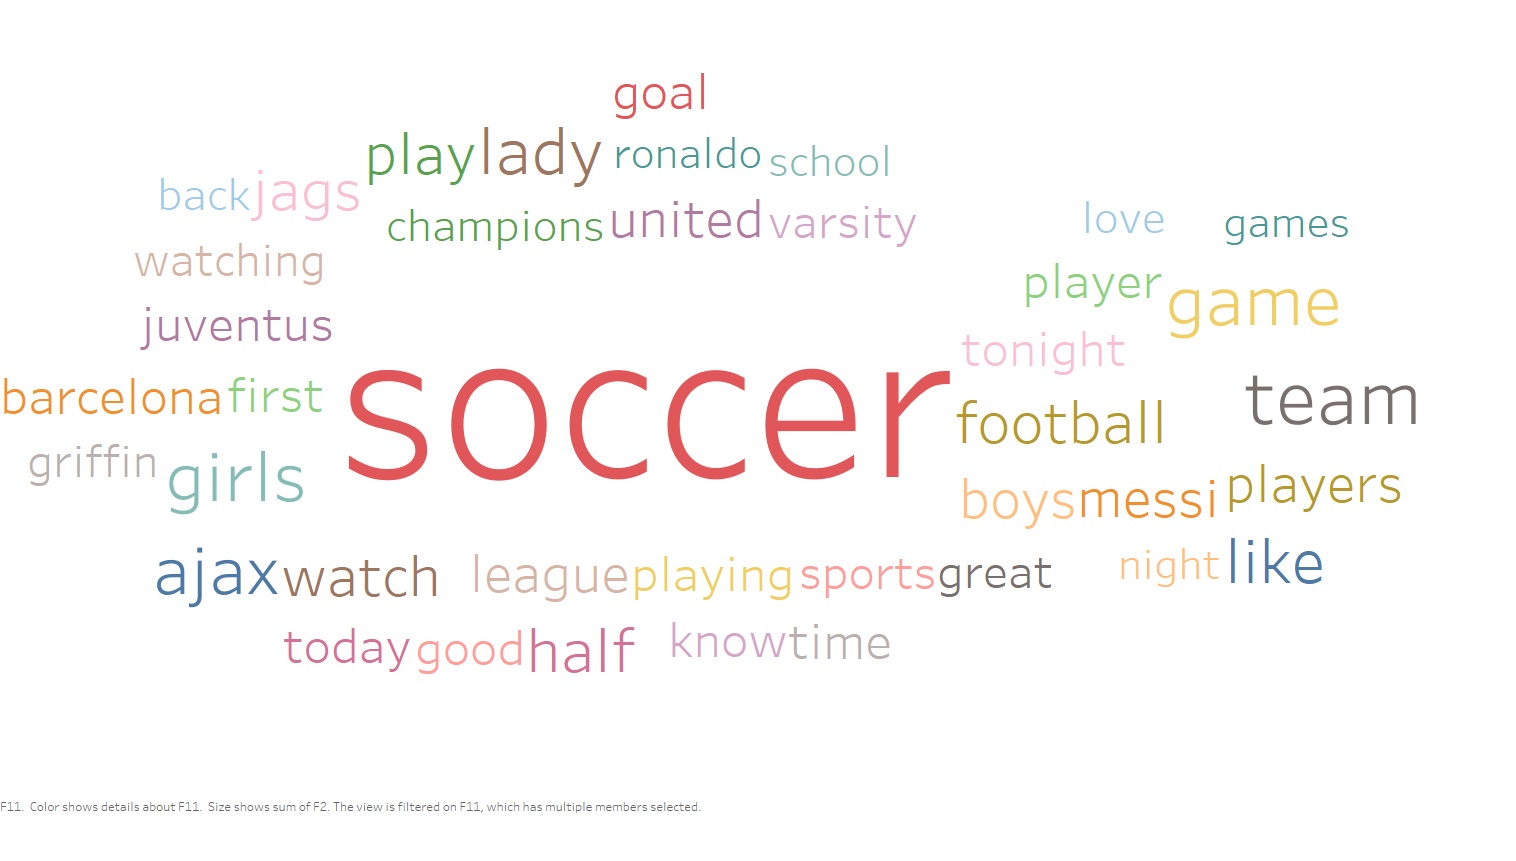 goal
play lady ronaldo school
back jags
champions united varsity love games
watching player game
juventus tonight
barcelona first soccer football team
griffin girls boys messi players
ajax watch league playing sports great night like
today good half know time
F11. Color shows details about F11. Size shows sum of F2. The view is filtered on F11, which has multiple members selected.